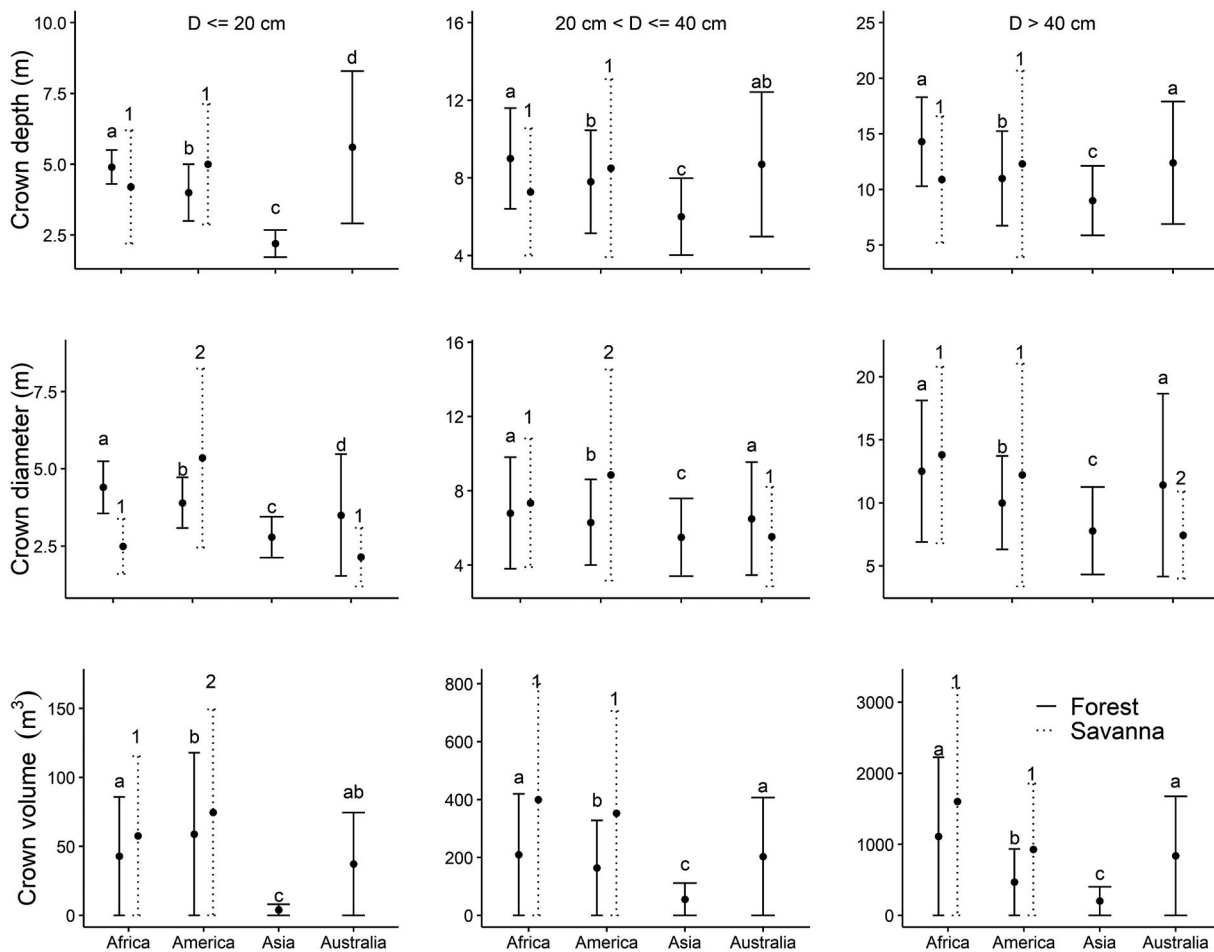 D <= 20 cm
20 cm < D <= 40 cm
D > 40 cm
Crown depth (m)
10.0
7.5
5.0
2.5
a
1
b
1
c
d
16
12
8
4
a
1
b
1
c
ab
25
20
15
10
5
a
1
b
1
c
a
Crown diameter (m)
7.5
5.0
2.5
a
1
b
2
c
d
1
16
12
8
4
a
1
b
2
c
a
1
20
15
10
5
a
1
b
1
c
a
2
Crown volume (m³)
150
100
50
0
a
1
b
2
c
ab
800
600
400
200
0
a
1
b
1
c
a
3000
2000
1000
0
a
1
b
1
c
a
Forest
Savanna
Africa America Asia Australia
Africa America Asia Australia
Africa America Asia Australia